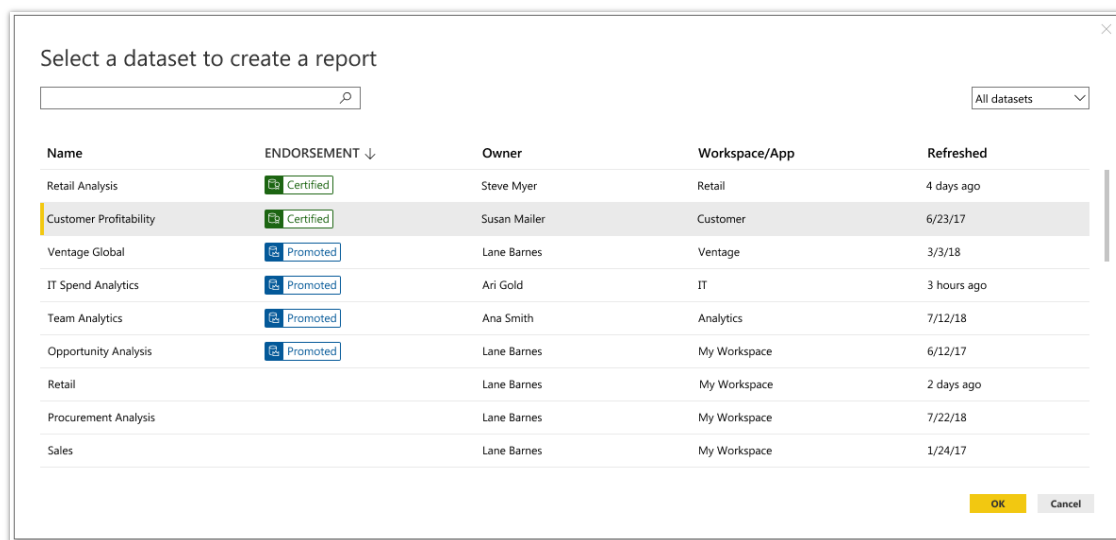 Select a dataset to create a report
All datasets
Name ENDORSEMENT ↓ Owner Workspace/App Refreshed
Retail Analysis Certified Steve Myer Retail 4 days ago
Customer Profitability Certified Susan Mailer Customer 6/23/17
Ventage Global Promoted Lane Barnes Ventage 3/3/18
IT Spend Analytics Promoted Ari Gold IT 3 hours ago
Team Analytics Promoted Ana Smith Analytics 7/12/18
Opportunity Analysis Promoted Lane Barnes My Workspace 6/12/17
Retail Lane Barnes My Workspace 2 days ago
Procurement Analysis Lane Barnes My Workspace 7/22/18
Sales Lane Barnes My Workspace 1/24/17
OK Cancel